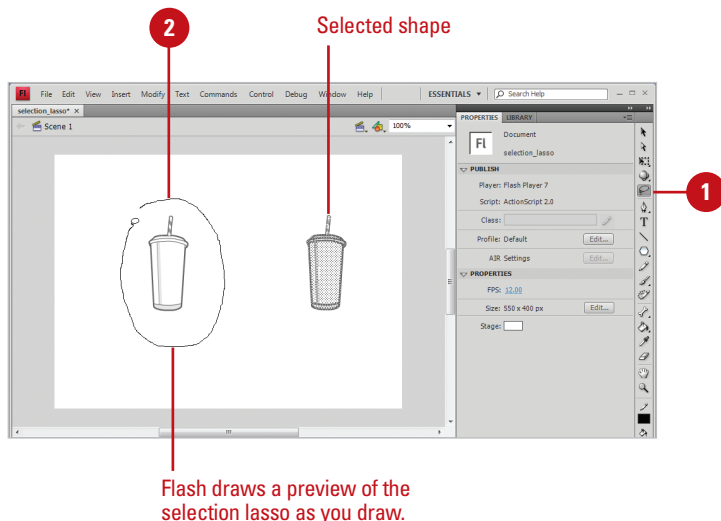 2
Selected shape
Fl File Edit View Insert Modify Text Commands Control Debug Window Help ESSENTIALS Search Help
selection_lasso* ×
Scene 1 100%
PROPERTIES LIBRARY
Fl Document
selection_lasso
PUBLISH
Player: Flash Player 7
Script: ActionScript 2.0
Class:
Profile: Default Edit...
AIR Settings Edit...
PROPERTIES
FPS: 12.00
Size: 550 x 400 px Edit...
Stage:
T
1
Flash draws a preview of the
selection lasso as you draw.